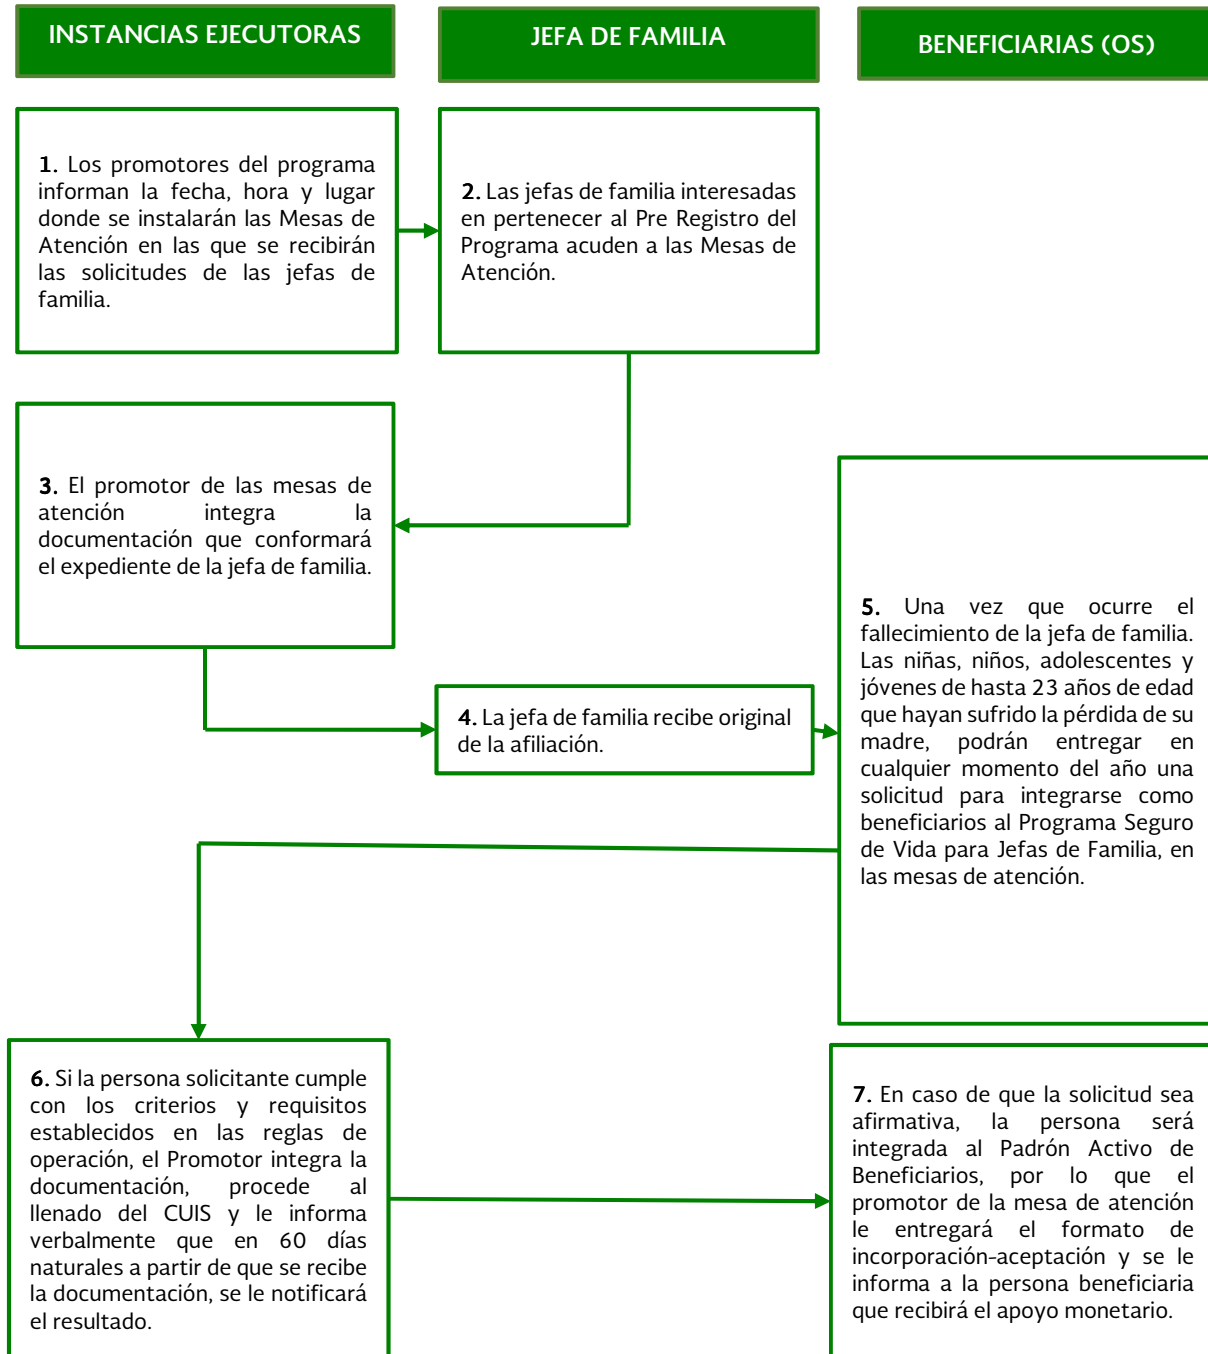 INSTANCIAS EJECUTORAS
JEFA DE FAMILIA
BENEFICIARIAS (OS)
1. Los promotores del programa
informan la fecha, hora y lugar
donde se instalarán las Mesas de
Atención en las que se recibirán
las solicitudes de las jefas de
familia.
2. Las jefas de familia interesadas
en pertenecer al Pre Registro del
Programa acuden a las Mesas de
Atención.
3. El promotor de las mesas de
atención integra la
documentación que conformará
el expediente de la jefa de familia.
4. La jefa de familia recibe original
de la afiliación.
5. Una vez que ocurre el
fallecimiento de la jefa de familia.
Las niñas, niños, adolescentes y
jóvenes de hasta 23 años de edad
que hayan sufrido la pérdida de su
madre, podrán entregar en
cualquier momento del año una
solicitud para integrarse como
beneficiarios al Programa Seguro
de Vida para Jefas de Familia, en
las mesas de atención.
6. Si la persona solicitante cumple
con los criterios y requisitos
establecidos en las reglas de
operación, el Promotor integra la
documentación, procede al
llenado del CUIS y le informa
verbalmente que en 60 días
naturales a partir de que se recibe
la documentación, se le notificará
el resultado.
7. En caso de que la solicitud sea
afirmativa, la persona será
integrada al Padrón Activo de
Beneficiarios, por lo que el
promotor de la mesa de atención
le entregará el formato de
incorporación-aceptación y se le
informa a la persona beneficiaria
que recibirá el apoyo monetario.